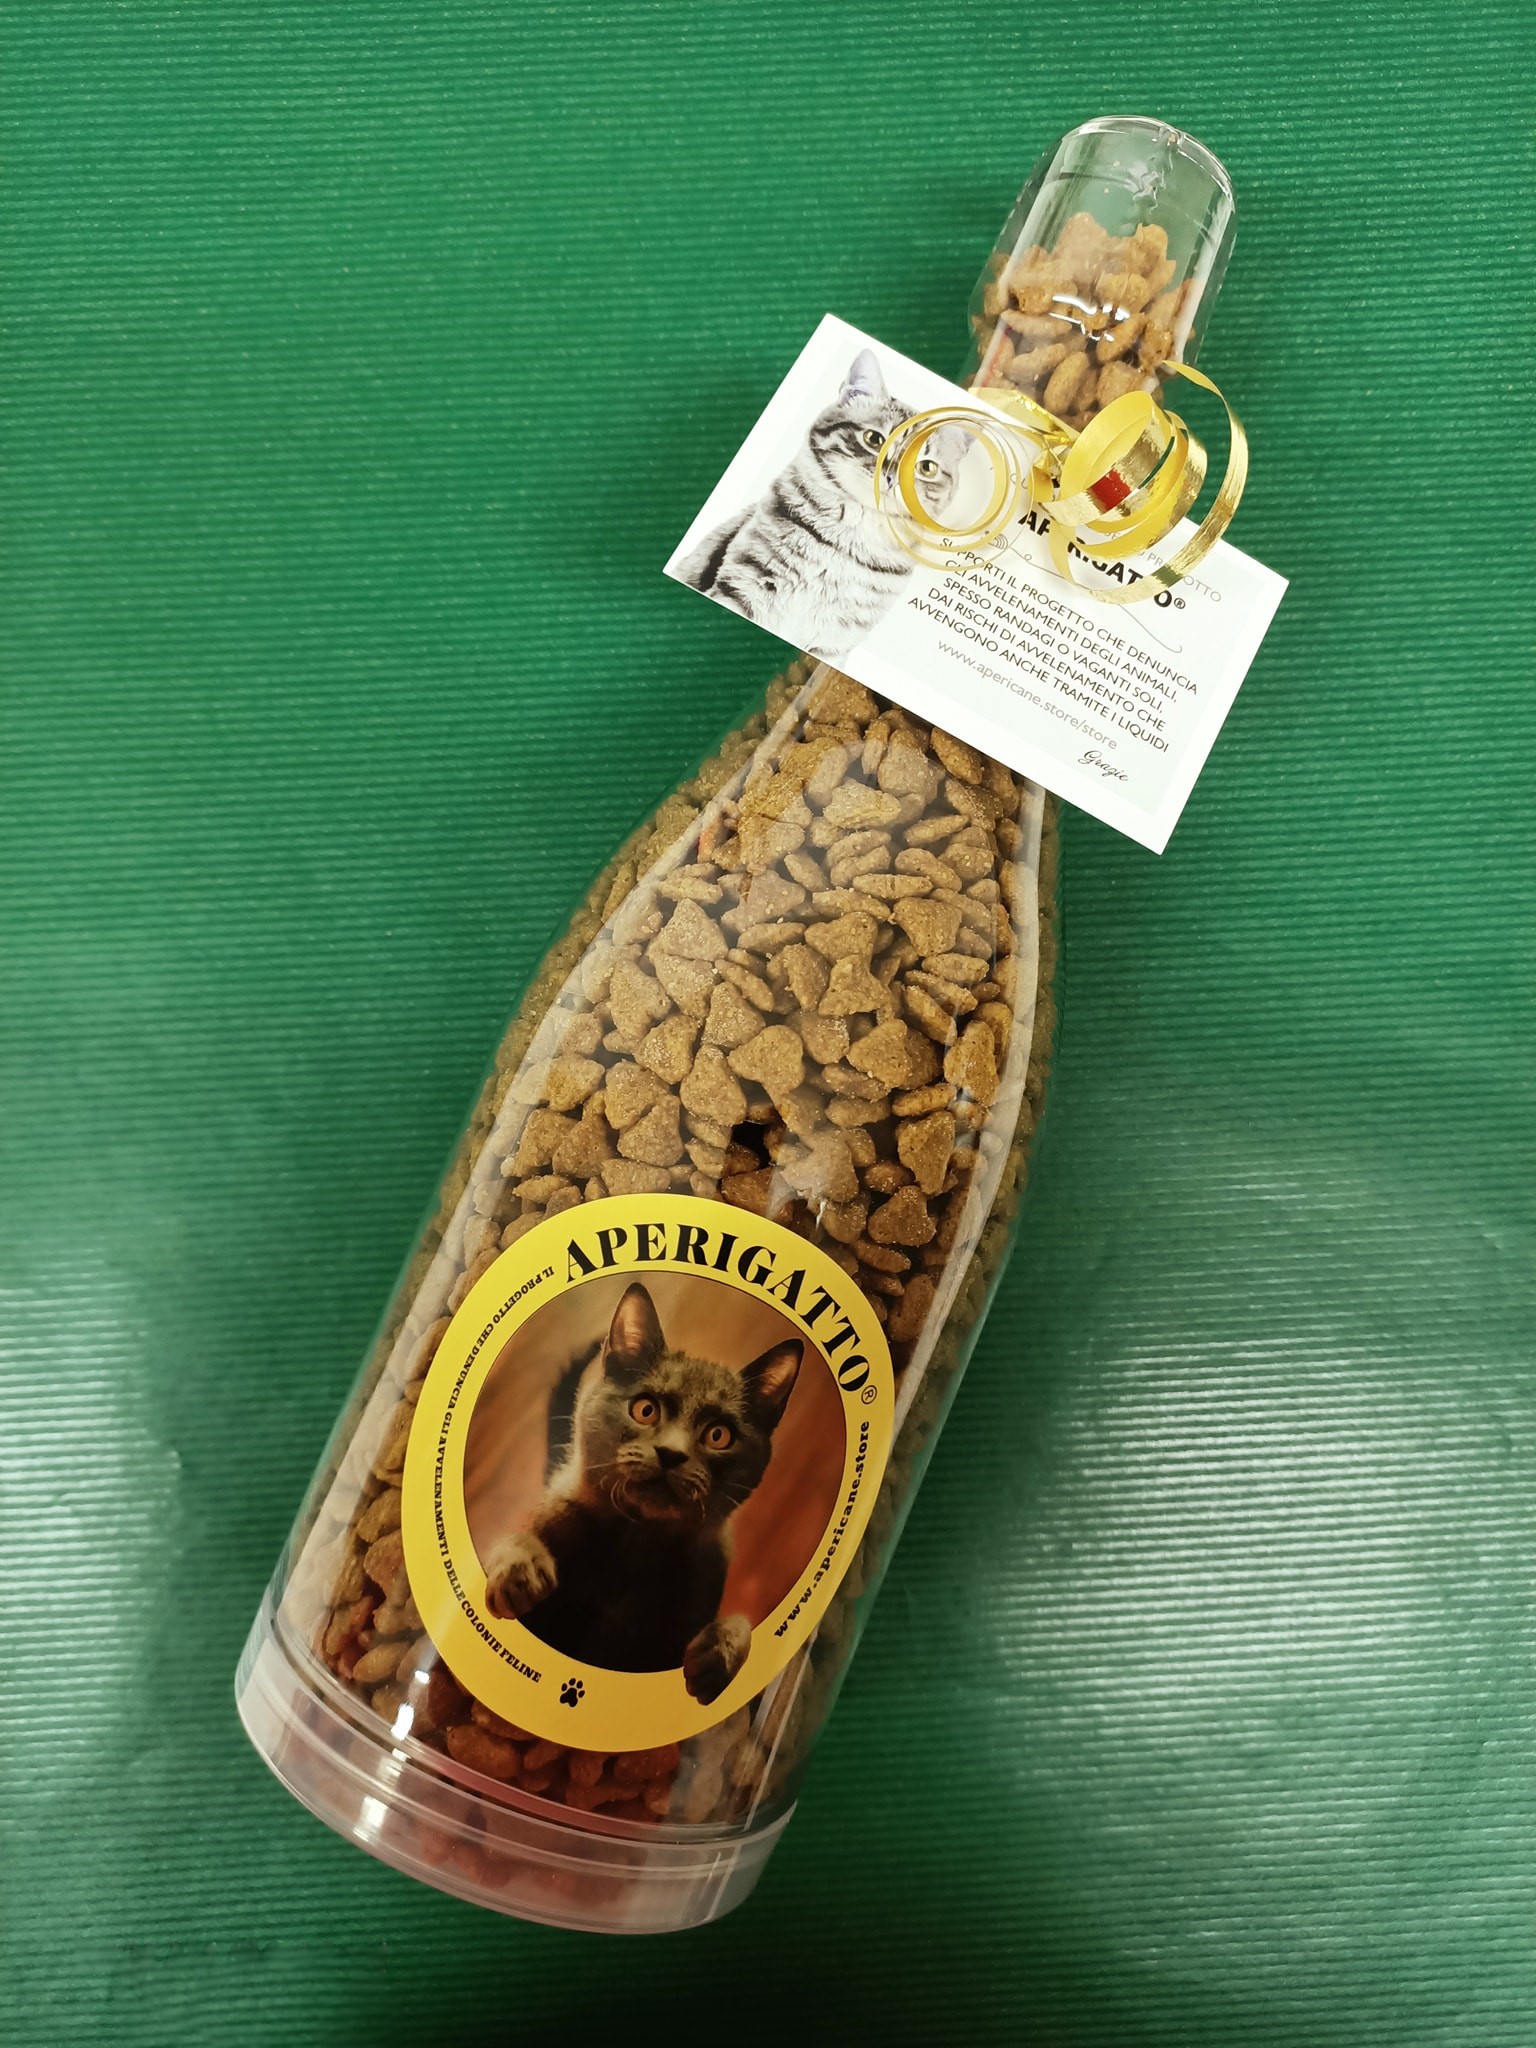 PRODOTTO
APERIGATTO®
SUPPORTI IL PROGETTO CHE DENUNCIA
GLI AVVELENAMENTI DEGLI ANIMALI,
SPESSO RANDAGI O VAGANTI SOLI,
DAI RISCHI DI AVVELENAMENTO CHE
AVVENGONO ANCHE TRAMITE I LIQUIDI
www.apericane.store/store
Grazie
APERIGATTO®
IL PROGETTO CHE DENUNCIA GLI AVVELENAMENTI DELLE COLONIE FELINE
www.apericane.store